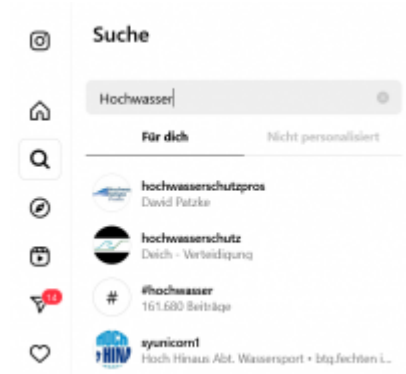 Suche
Hochwasser
Für dich
Nicht personalisiert
hochwasserschutzpros
David Patzke
hochwasserschutz
Deich - Verteidigung
#
#hochwasser
161.680 Beiträge
14
syunicorn1
Hoch Hinaus Abt. Wassersport • btg.fechten i...